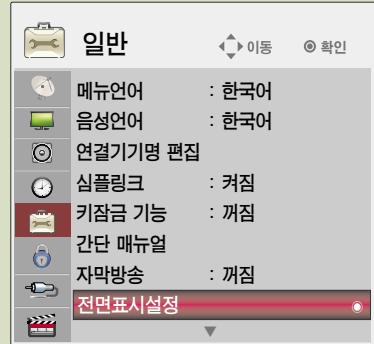 일반 이동 확인
메뉴언어 : 한국어
음성언어 : 한국어
연결기기명 편집
심플링크 : 켜짐
키잠금 기능 : 꺼짐
간단 매뉴얼
자막방송 : 꺼짐
전면표시설정